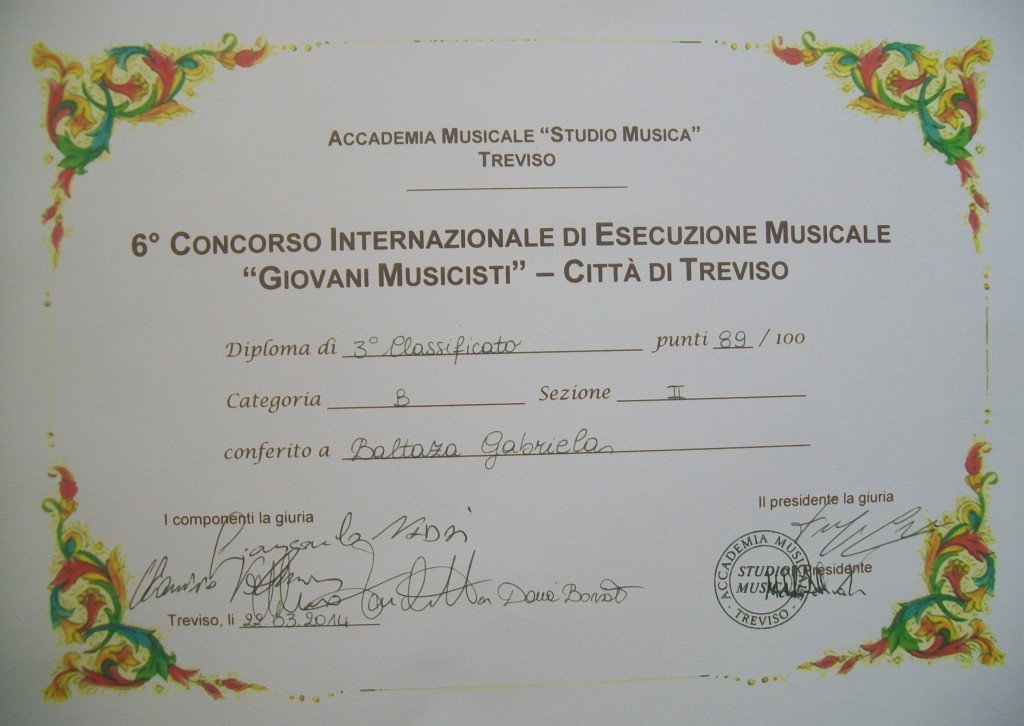 ACCADEMIA MUSICALE “STUDIO MUSICA”
TREVISO
6° CONCORSO INTERNAZIONALE DI ESECUZIONE MUSICALE
“GIOVANI MUSICISTI” – CITTÀ DI TREVISO
Diploma di 3° Classificato punti 89 / 100
Categoria B Sezione II
conferito a Baltaza Gabriela
I componenti la giuria
Il presidente la giuria
Il Presidente
ACCADEMIA MUSICALE
STUDIO
MUSICA
- TREVISO -
Treviso, li 22.03.2014